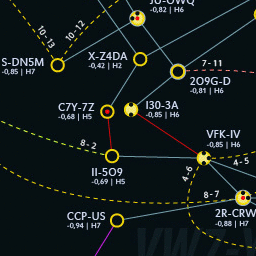 JU-OWQ
-0,82 | H6
10-13
10-12
X-Z4DA
-0,42 | H2
S-DNM5M
-0,85 | H7
7-11
2O9G-D
-0,81 | H6
C7Y-7Z
-0,68 | H5
I30-3A
-0,85 | H6
VFK-IV
-0,85 | H6
8-2
4-5
II-5O9
-0,69 | H5
4-6
8-7
CCP-US
-0,94 | H7
2R-CRW
-0,88 | H7